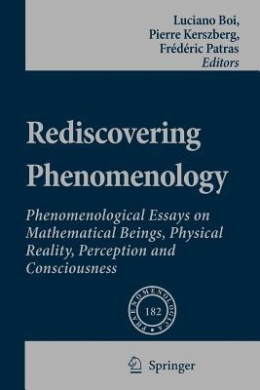 Luciano Boi,
Pierre Kerszberg,
Frédéric Patras
Editors
Rediscovering
Phenomenology
Phenomenological Essays on
Mathematical Beings, Physical
Reality, Perception and
Consciousness
PHAENOMENOLOGICA
182
Springer